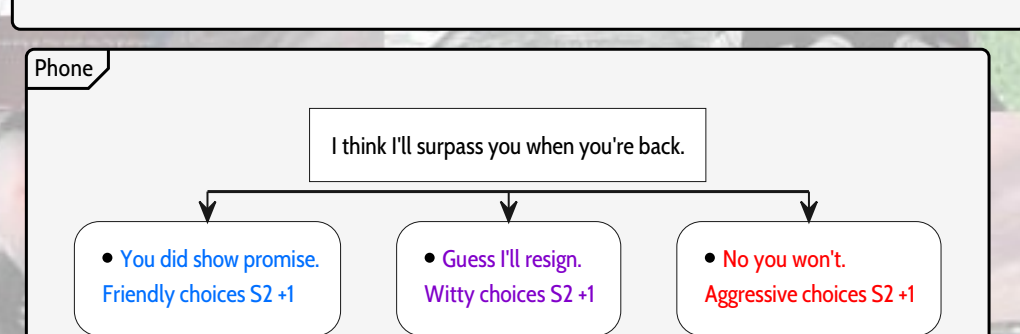 Phone
I think I'll surpass you when you're back.
• You did show promise.
Friendly choices S2 +1
• Guess I'll resign.
Witty choices S2 +1
• No you won't.
Aggressive choices S2 +1